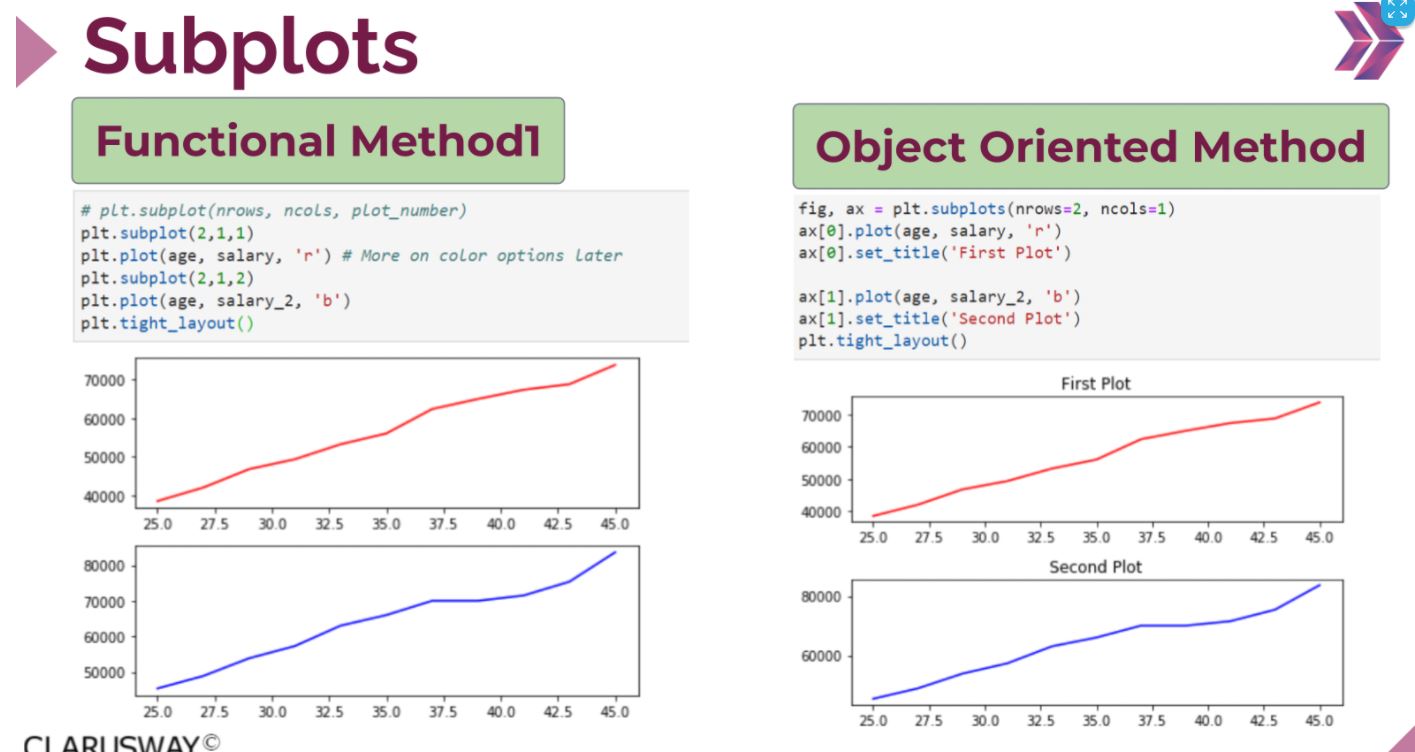 Subplots
Functional Method1
# plt.subplot(nrows, ncols, plot_number)
plt.subplot(2,1,1)
plt.plot(age, salary, 'r') # More on color options later
plt.subplot(2,1,2)
plt.plot(age, salary_2, 'b')
plt.tight_layout()
70000
60000
50000
40000
25.0 27.5 30.0 32.5 35.0 37.5 40.0 42.5 45.0
80000
70000
60000
50000
25.0 27.5 30.0 32.5 35.0 37.5 40.0 42.5 45.0
Object Oriented Method
fig, ax = plt.subplots(nrows=2, ncols=1)
ax[0].plot(age, salary, 'r')
ax[0].set_title('First Plot')
ax[1].plot(age, salary_2, 'b')
ax[1].set_title('Second Plot')
plt.tight_layout()
First Plot
70000
60000
50000
40000
25.0 27.5 30.0 32.5 35.0 37.5 40.0 42.5 45.0
Second Plot
80000
60000
25.0 27.5 30.0 32.5 35.0 37.5 40.0 42.5 45.0
CLARUSWAY©